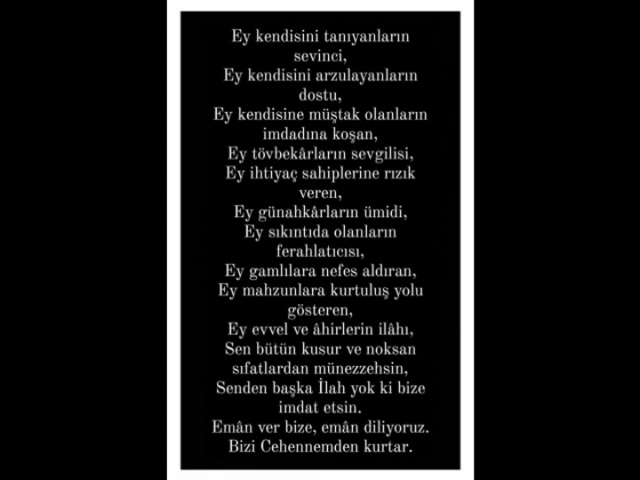 Ey kendisini tanıyanların
sevinci,
Ey kendisini arzulayanların
dostu,
Ey kendisine müştak olanların
imdadına koşan,
Ey tövbekârların sevgilisi,
Ey ihtiyaç sahiplerine rızık
veren,
Ey günahkârların ümidi,
Ey sıkıntıda olanların
ferahlatıcısı,
Ey gamlılara nefes aldıran,
Ey mahzunlara kurtuluş yolu
gösteren,
Ey evvel ve âhirlerin ilâhı,
Sen bütün kusur ve noksan
sıfatlardan münezzehsin,
Senden başka İlah yok ki bize
imdat etsin.
Emân ver bize, emân diliyoruz.
Bizi Cehennemden kurtar.